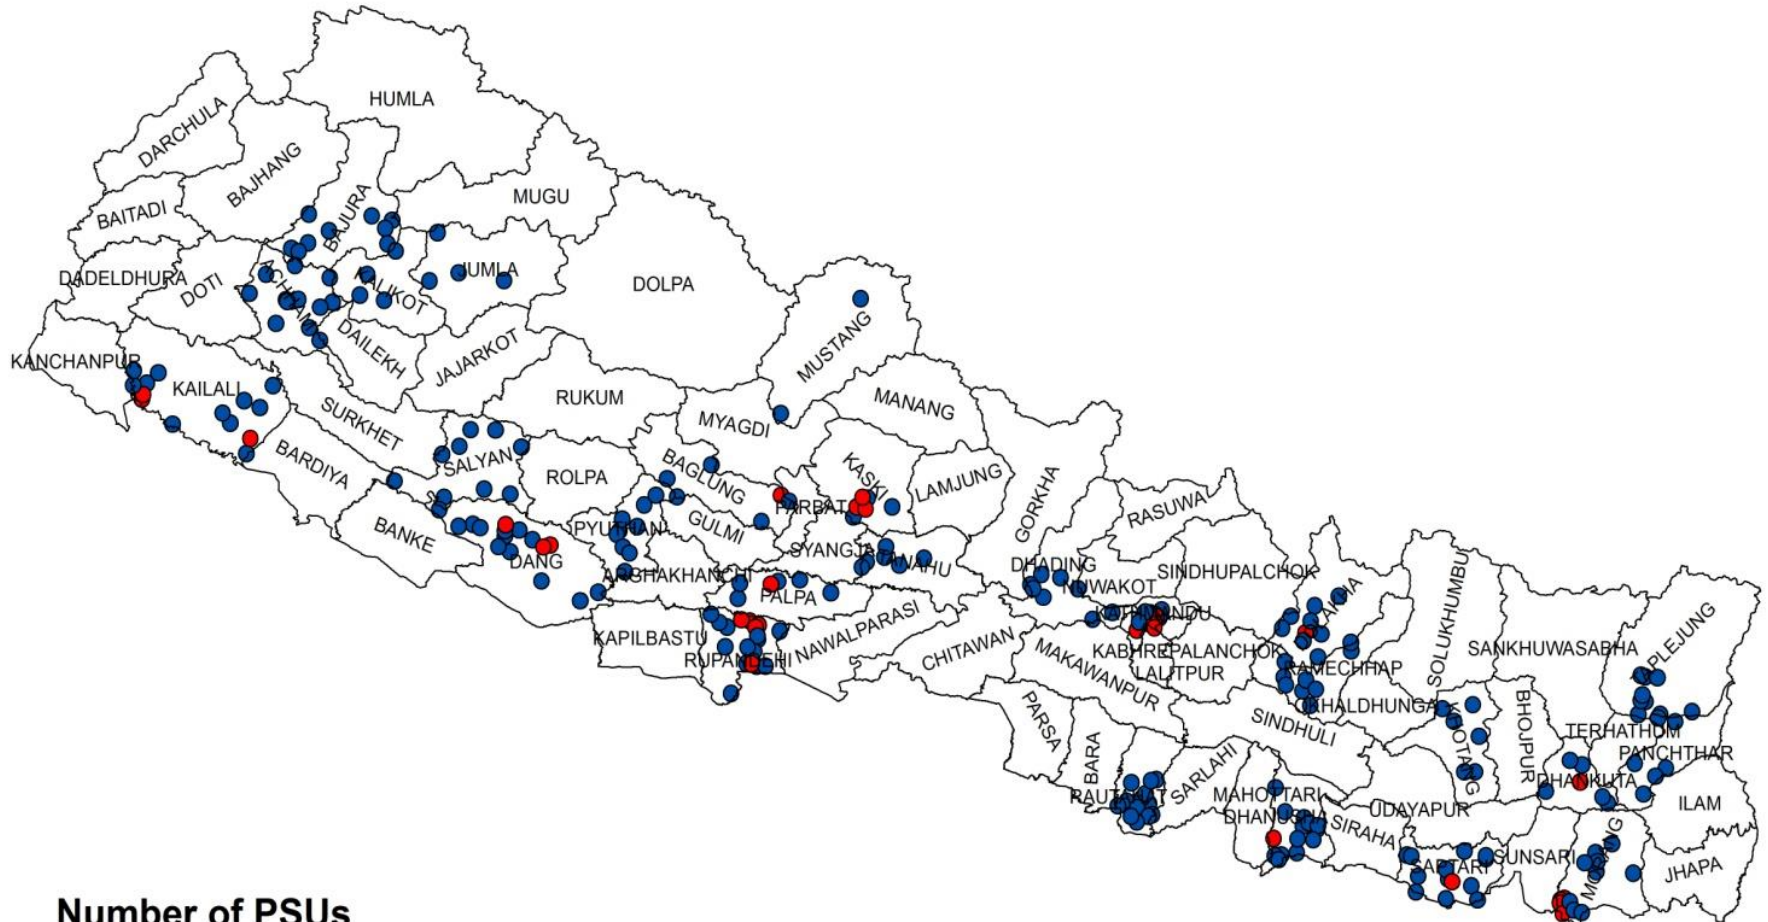 HUMLA
DARCHULA
BAJHANG
MUGU
BAJURA
BAITADI
DADELDHURA
DOTI
ACHHAM
KALIKOT
JUMLA
DOLPA
MUSTANG
DAILEKH
JAJARKOT
KANCHANPUR
KAILALI
RUKUM
MYAGDI
MANANG
SURKHET
BARDIYA
SALYAN
ROLPA
BAGLUNG
KASKI
LAMJUNG
GORKHA
PARBAT
RASUWA
BANKE
DANG
PYUTHAN
GULMI
SYANGJA
TANAHU
DHADING
NUWAKOT
SINDHUPALCHOK
ARGHAKHANCHI
PALPA
KATHMANDU
KAPILBASTU
RUPANDEHI
NAWALPARASI
CHITAWAN
MAKAWANPUR
KABHREPALANCHOK
LALITPUR
RAMECHHAP
SOLUKHUMBU
SANKHUWASABHA
TAPLEJUNG
OKHALDHUNGA
KHOTANG
BHOJPUR
TERHATHUM
PANCHTHAR
PARSA
BARA
SINDHULI
RAUTAHAT
SARLAHI
MAHOTTARI
DHANUSHA
SIRAHA
UDAYAPUR
DHANKUTA
ILAM
SAPTARI
SUNSARI
MORANG
JHAPA
Number of PSUs